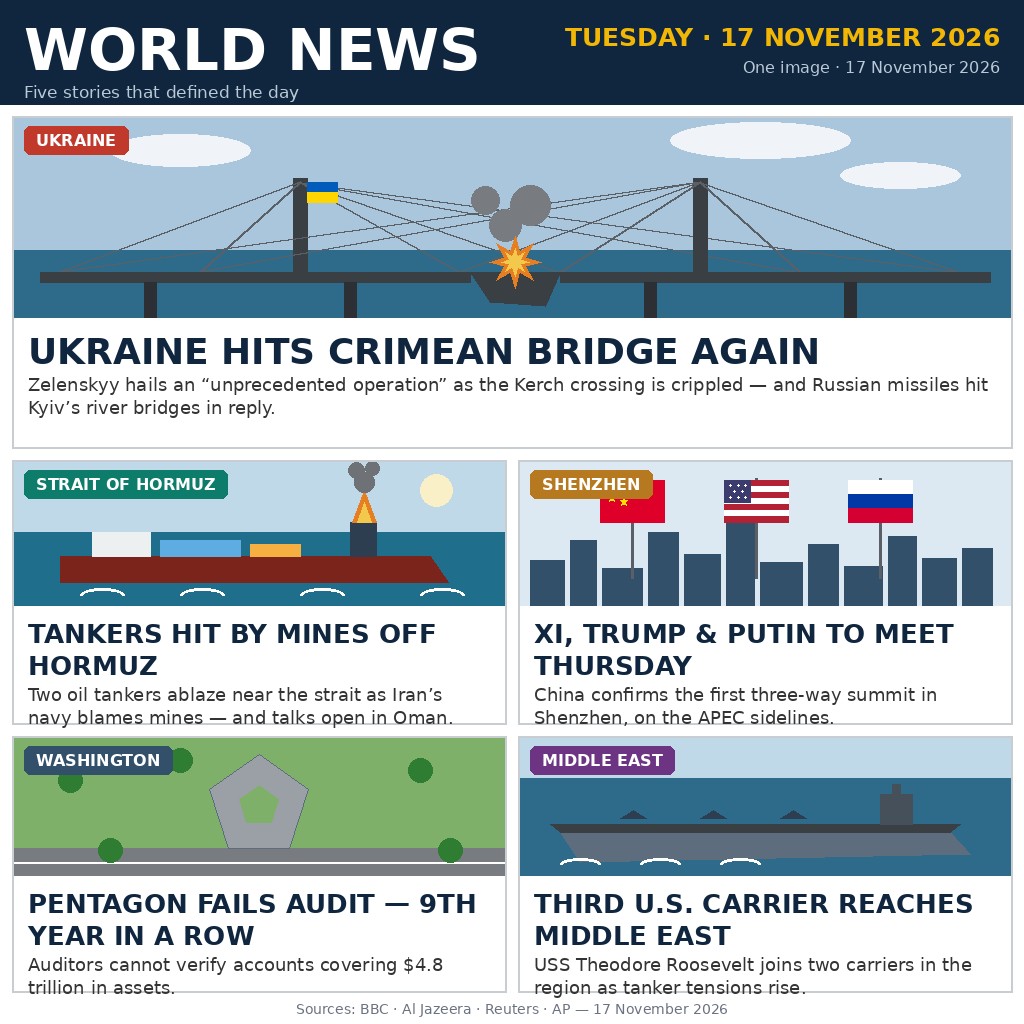 WORLD NEWS
Five stories that defined the day
TUESDAY · 17 NOVEMBER 2026
One image · 17 November 2026
UKRAINE
UKRAINE HITS CRIMEAN BRIDGE AGAIN
Zelenskyy hails an “unprecedented operation” as the Kerch crossing is crippled — and Russian missiles hit
Kyiv’s river bridges in reply.
STRAIT OF HORMUZ
TANKERS HIT BY MINES OFF
HORMUZ
Two oil tankers ablaze near the strait as Iran’s
navy blames mines — and talks open in Oman.
SHENZHEN
XI, TRUMP & PUTIN TO MEET
THURSDAY
China confirms the first three-way summit in
Shenzhen, on the APEC sidelines.
WASHINGTON
PENTAGON FAILS AUDIT — 9TH
YEAR IN A ROW
Auditors cannot verify accounts covering $4.8
trillion in assets.
MIDDLE EAST
THIRD U.S. CARRIER REACHES
MIDDLE EAST
USS Theodore Roosevelt joins two carriers in the
region as tanker tensions rise.
Sources: BBC · Al Jazeera · Reuters · AP — 17 November 2026